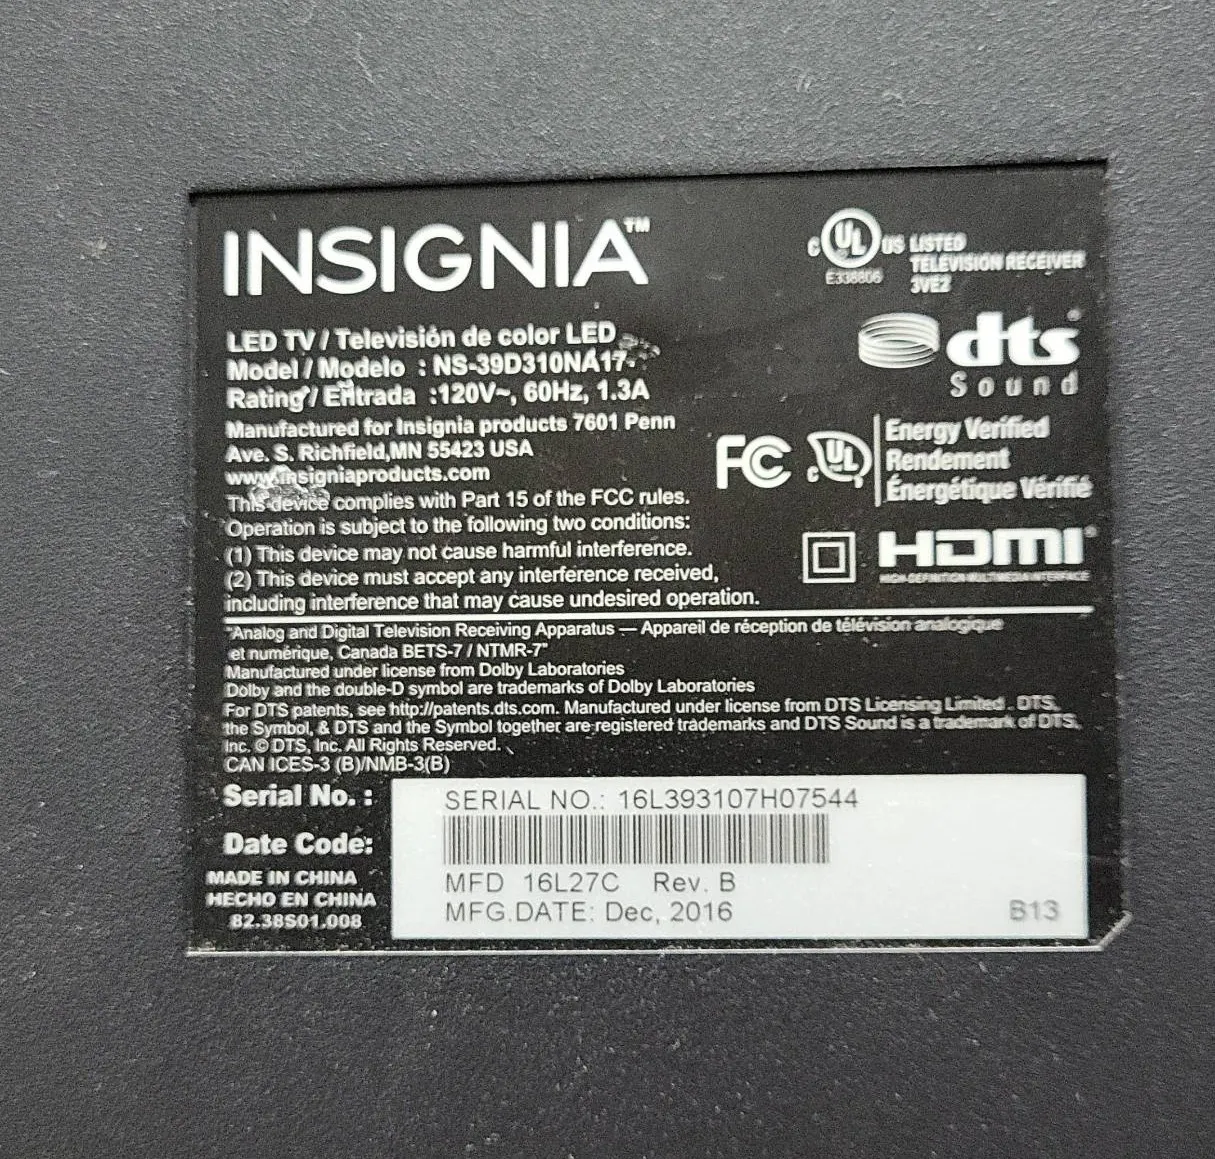 INSIGNIA™
C UL US LISTED
TELEVISION RECEIVER
E338806 3VE2
dts®
Sound
LED TV / Televisión de color LED
Model / Modelo : NS-39D310NA17
Rating / Entrada :120V~, 60Hz, 1.3A
Manufactured for Insignia products 7601 Penn
Ave. S. Richfield,MN 55423 USA
www.insigniaproducts.com
This device complies with Part 15 of the FCC rules.
Operation is subject to the following two conditions:
(1) This device may not cause harmful interference.
(2) This device must accept any interference received,
including interference that may cause undesired operation.
FC C UL
Energy Verified
Rendement
Énergétique Vérifié
HDMI®
HIGH-DEFINITION MULTIMEDIA INTERFACE
"Analog and Digital Television Receiving Apparatus — Appareil de réception de télévision analogique
et numérique, Canada BETS-7 / NTMR-7"
Manufactured under license from Dolby Laboratories
Dolby and the double-D symbol are trademarks of Dolby Laboratories
For DTS patents, see http://patents.dts.com. Manufactured under license from DTS Licensing Limited . DTS,
the Symbol, & DTS and the Symbol together are registered trademarks and DTS Sound is a trademark of DTS,
Inc. © DTS, Inc. All Rights Reserved.
CAN ICES-3 (B)/NMB-3(B)
Serial No. :
SERIAL NO.: 16L393107H07544
Date Code:
MADE IN CHINA
HECHO EN CHINA
82.38S01.008
MFD 16L27C Rev. B
MFG.DATE: Dec, 2016
B13